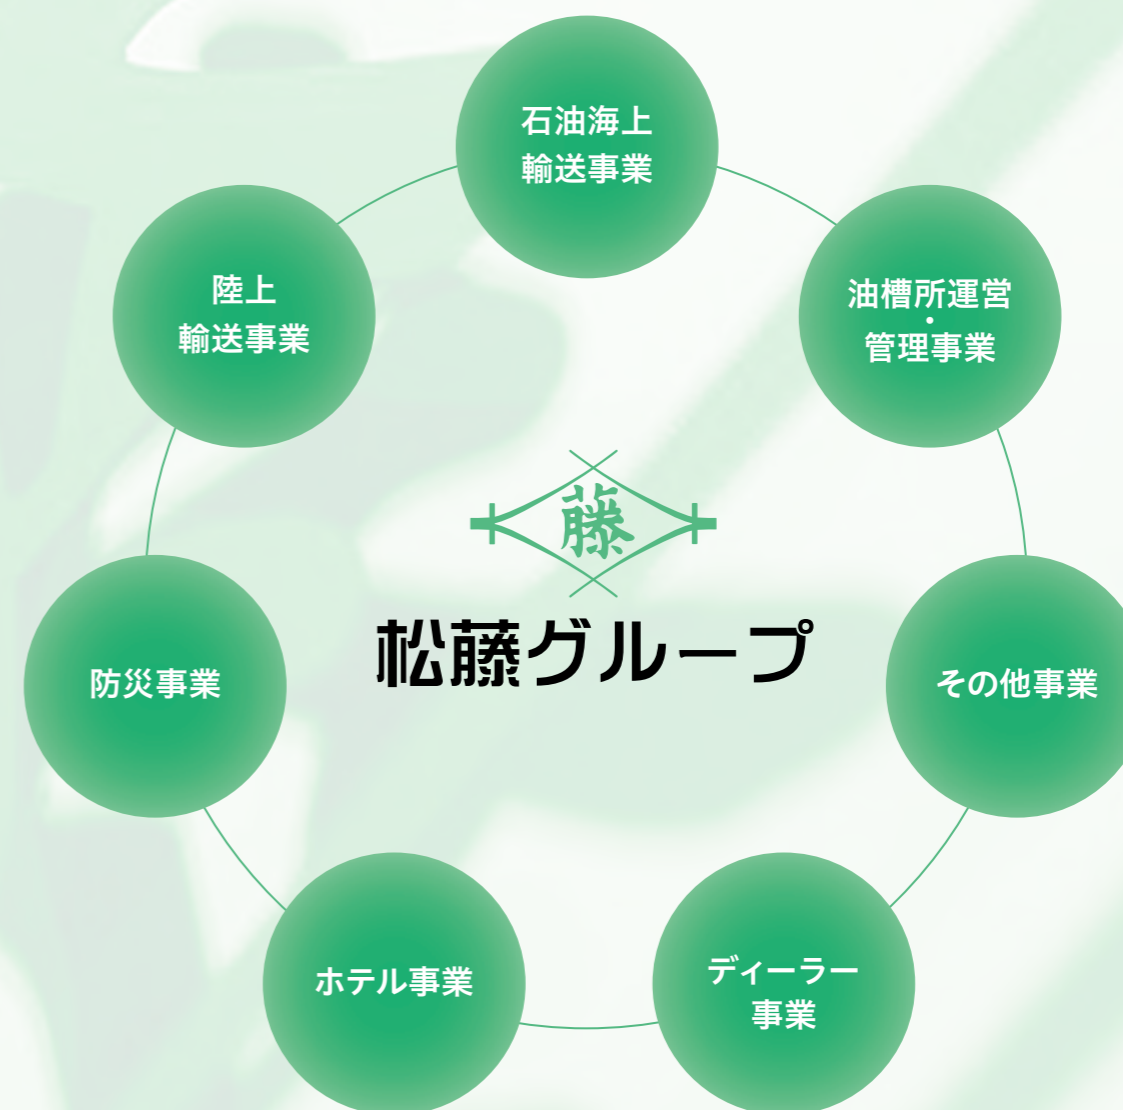 石油海上
輸送事業
陸上
輸送事業
油槽所運営
・
管理事業
藤
松藤グループ
防災事業
その他事業
ホテル事業
ディーラー
事業